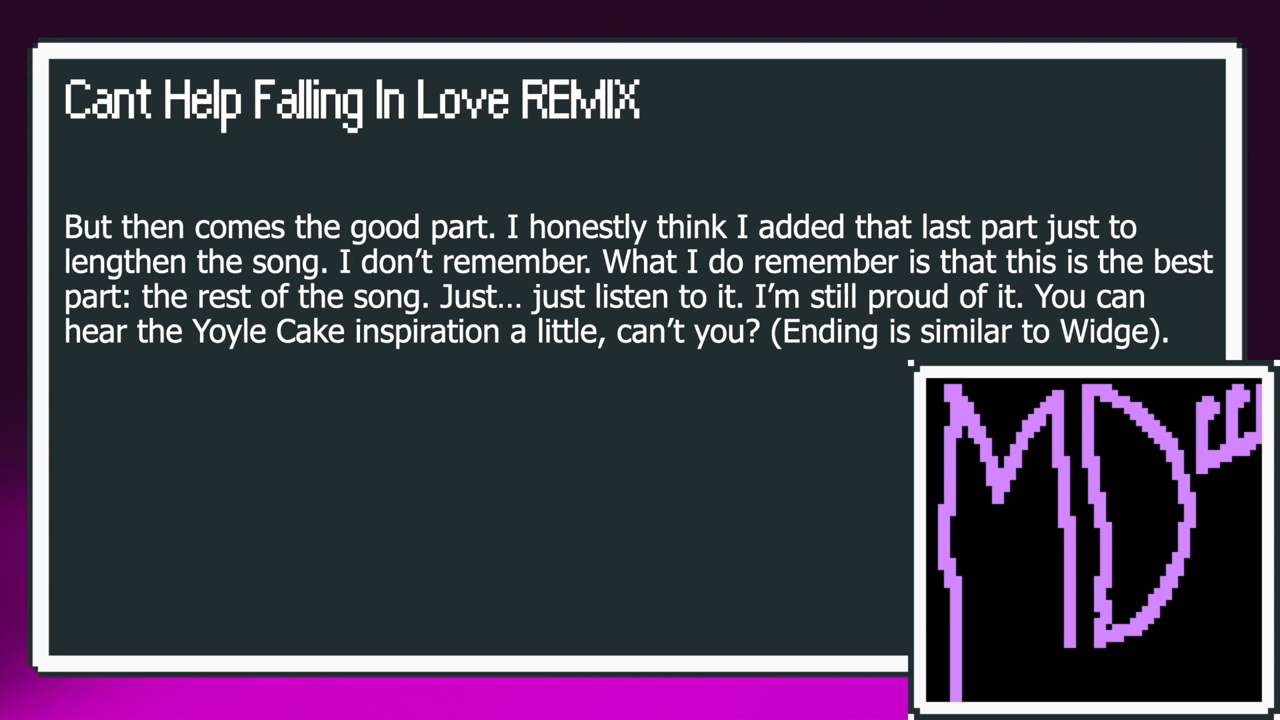 Cant Help Falling In Love REMIX
But then comes the good part. I honestly think I added that last part just to
lengthen the song. I don’t remember. What I do remember is that this is the best
part: the rest of the song. Just... just listen to it. I’m still proud of it. You can
hear the Yoyle Cake inspiration a little, can’t you? (Ending is similar to Widge).
MD